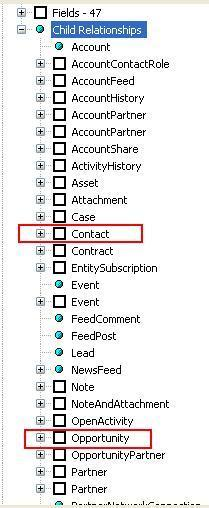 Fields - 47
Child Relationships
Account
AccountContactRole
AccountFeed
AccountHistory
AccountPartner
AccountPartner
AccountShare
ActivityHistory
Asset
Attachment
Case
Contact
Contract
EntitySubscription
Event
Event
FeedComment
FeedPost
Lead
NewsFeed
Note
NoteAndAttachment
OpenActivity
Opportunity
OpportunityPartner
Partner
Partner
PartnerNetworkConnection